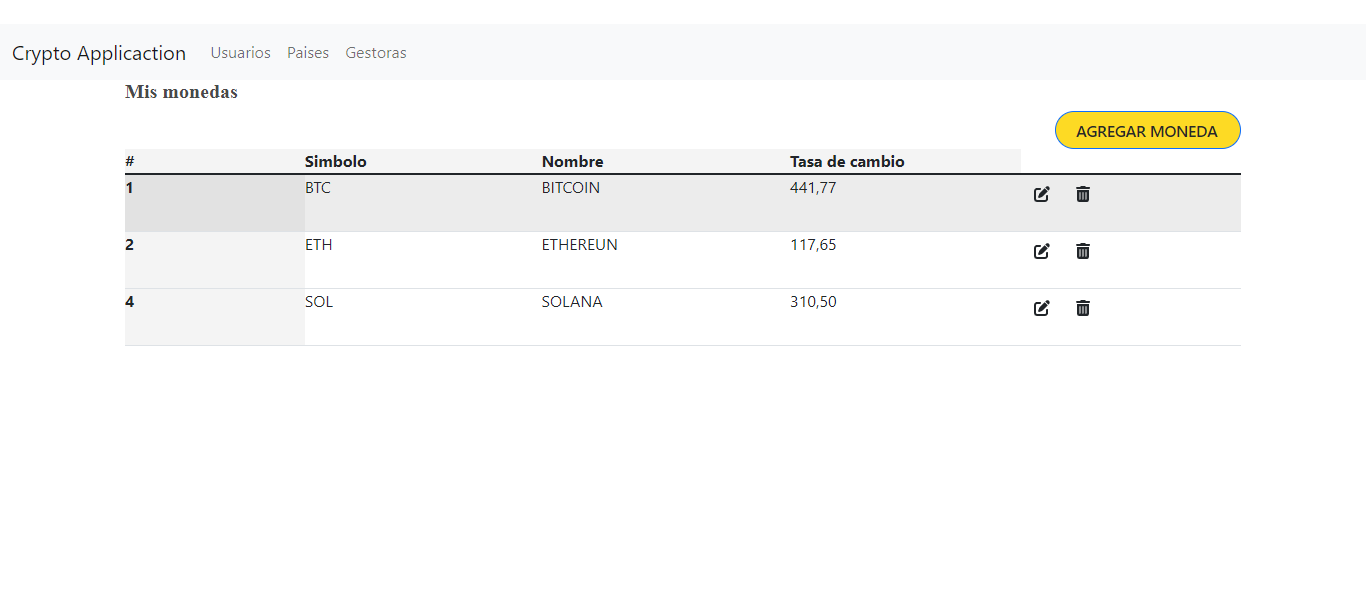 Crypto Applicaction Usuarios Paises Gestoras
Mis monedas
AGREGAR MONEDA
# Simbolo Nombre Tasa de cambio
1 BTC BITCOIN 441,77
2 ETH ETHEREUN 117,65
4 SOL SOLANA 310,50